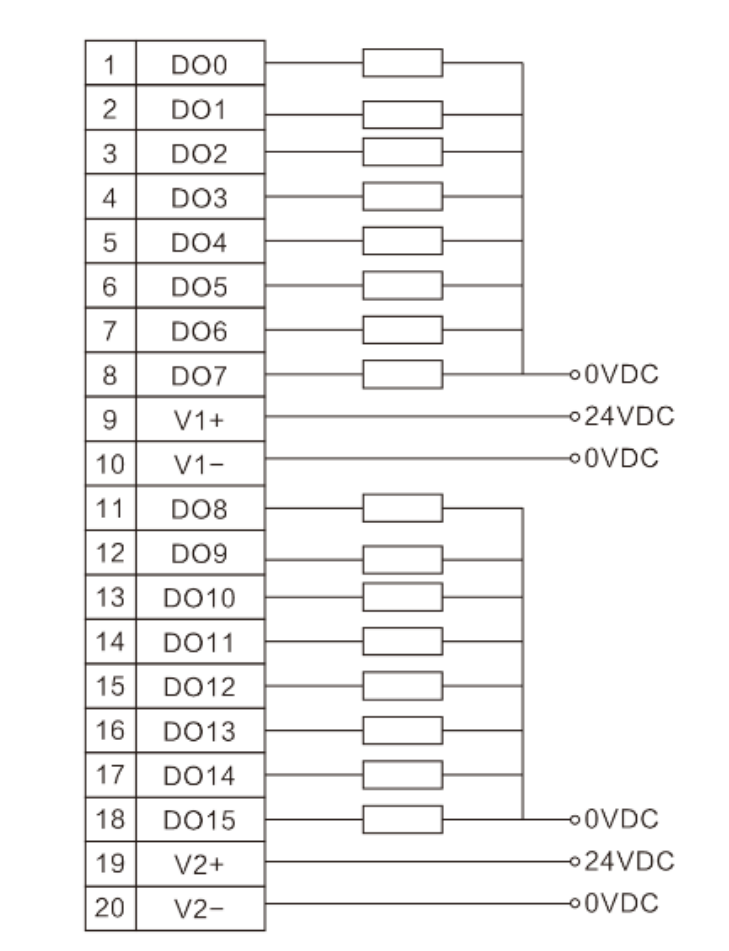 1 DO0
2 DO1
3 DO2
4 DO3
5 DO4
6 DO5
7 DO6
8 DO7 0VDC
9 V1+ 24VDC
10 V1− 0VDC
11 DO8
12 DO9
13 DO10
14 DO11
15 DO12
16 DO13
17 DO14
18 DO15 0VDC
19 V2+ 24VDC
20 V2− 0VDC